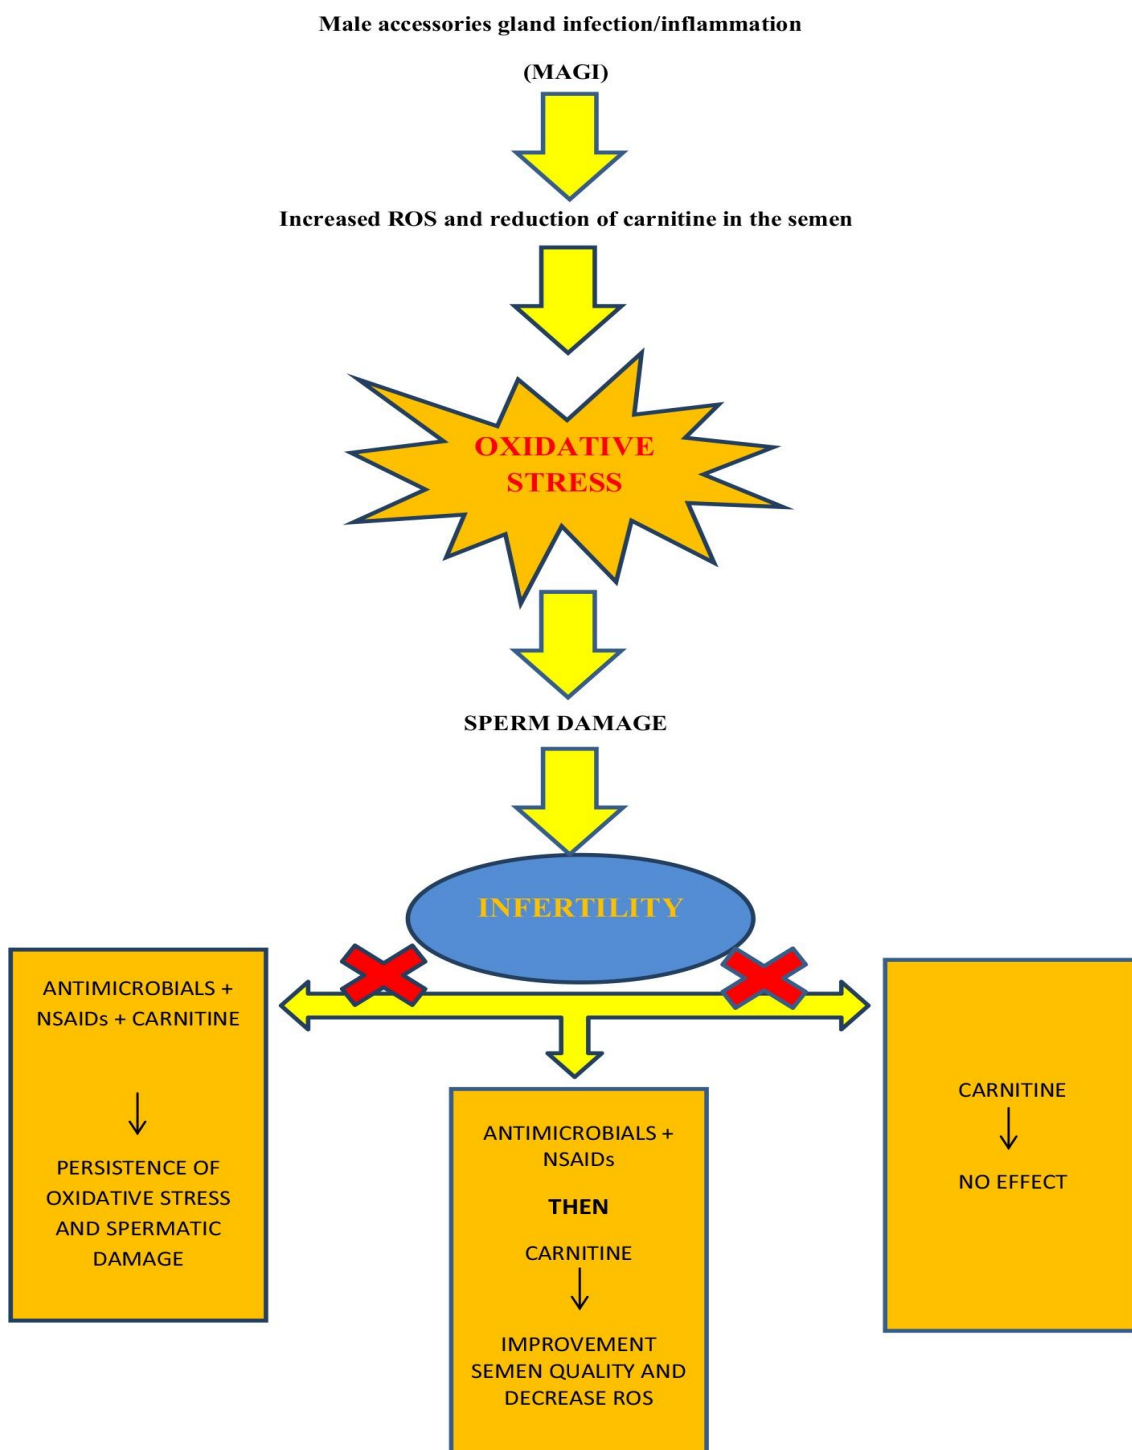 Male accessories gland infection/inflammation
(MAGI)
Increased ROS and reduction of carnitine in the semen
OXIDATIVE
STRESS
SPERM DAMAGE
INFERTILITY
ANTIMICROBIALS +
NSAIDs + CARNITINE
PERSISTENCE OF
OXIDATIVE STRESS
AND SPERMATIC
DAMAGE
ANTIMICROBIALS +
NSAIDs
THEN
CARNITINE
IMPROVEMENT
SEMEN QUALITY AND
DECREASE ROS
CARNITINE
NO EFFECT